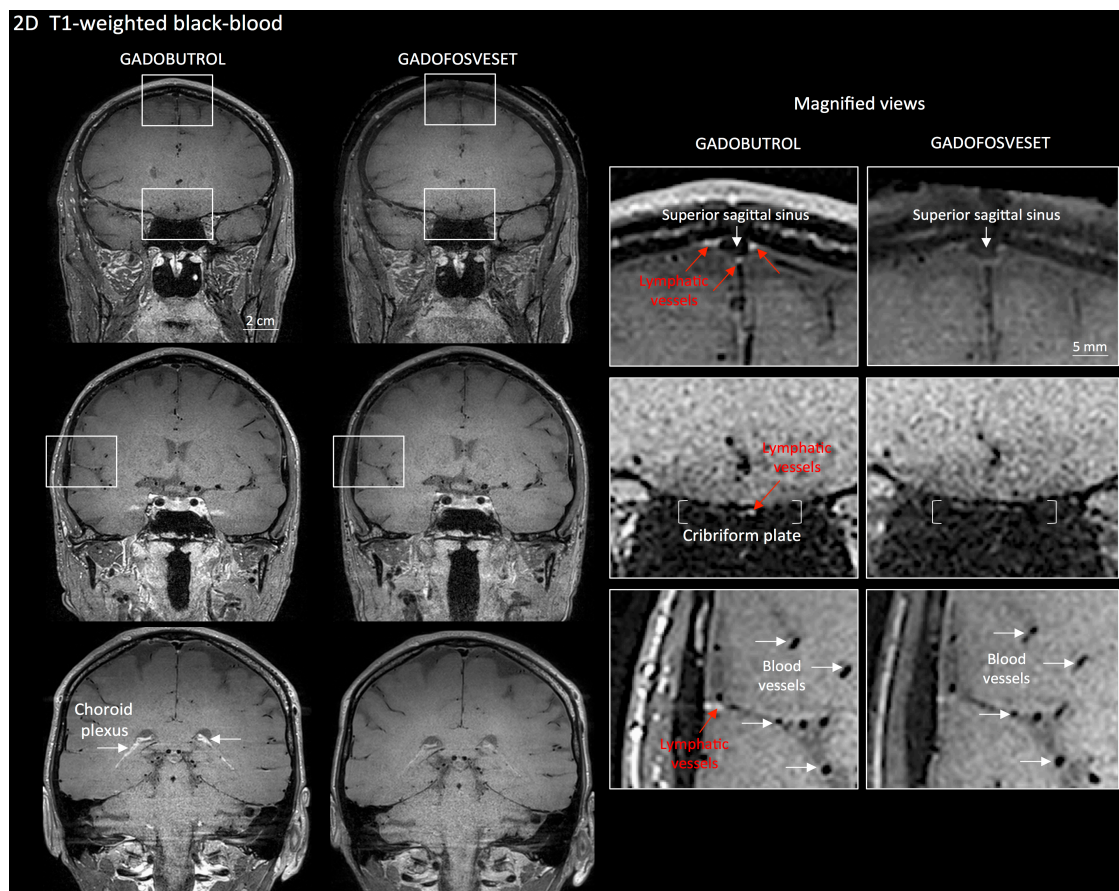 2D T1-weighted black-blood
GADOBUTROL
GADOFOSVESET
2 cm
Choroid
plexus
Magnified views
GADOBUTROL
GADOFOSVESET
Superior sagittal sinus
Lymphatic
vessels
Superior sagittal sinus
5 mm
Lymphatic
vessels
Cribriform plate
Blood
vessels
Lymphatic
vessels
Blood
vessels